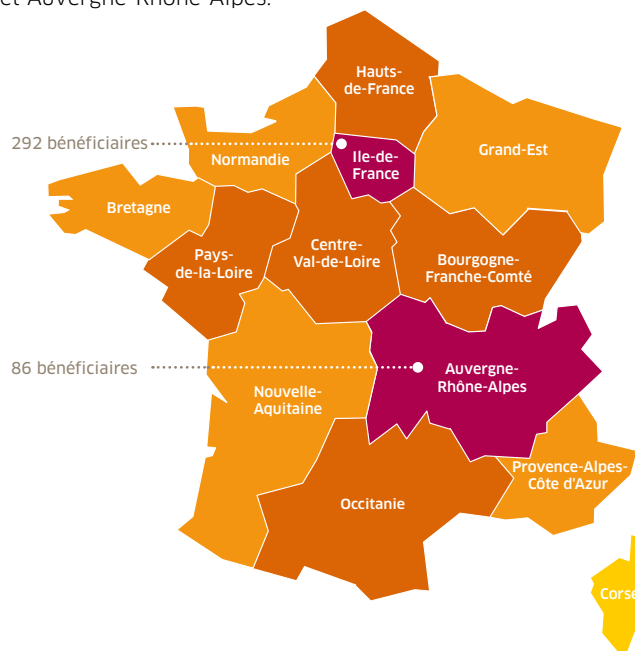 et Auvergne-Rhône-Alpes.
Hauts-
de-France
292 bénéficiaires
Normandie
Ile-de-
France
Grand-Est
Bretagne
Pays-
de-la-Loire
Centre-
Val-de-Loire
Bourgogne-
Franche-Comté
86 bénéficiaires
Auvergne-
Rhône-Alpes
Nouvelle-
Aquitaine
Provence-Alpes-
Côte d'Azur
Occitanie
Corse